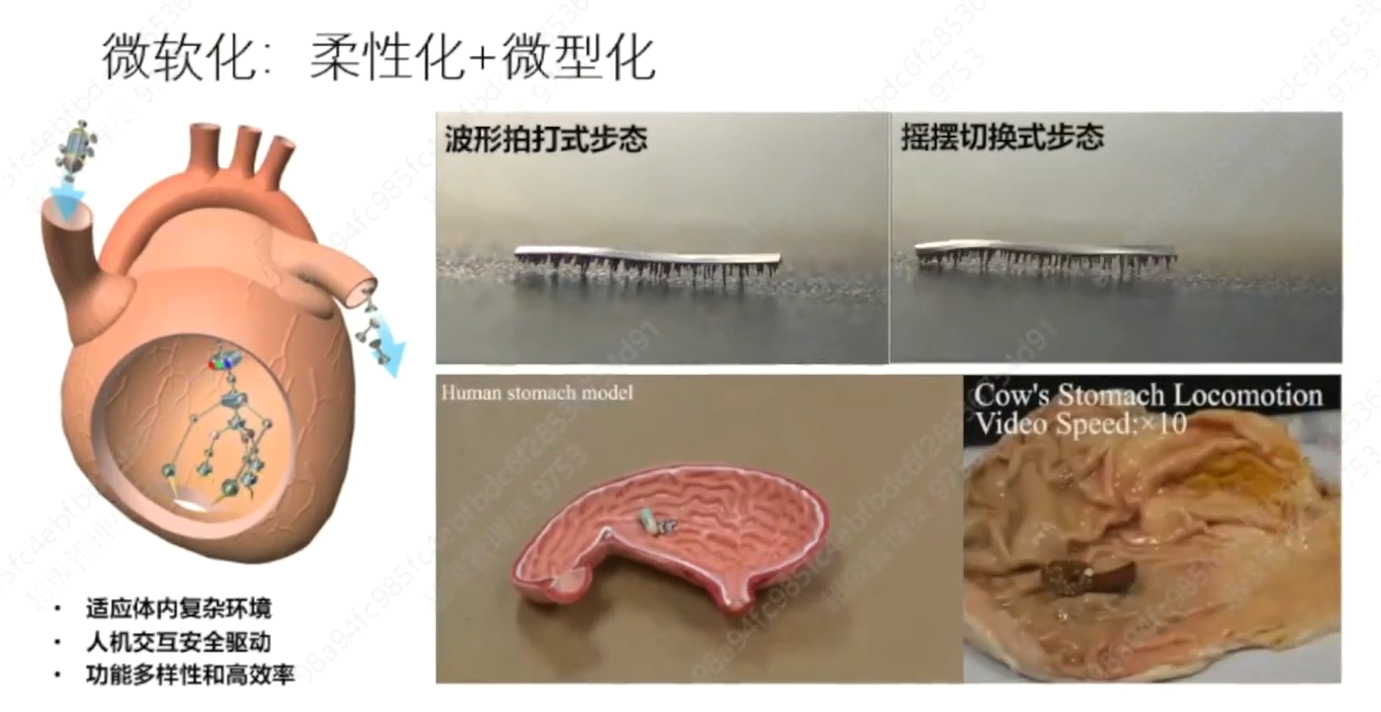 微软化：柔性化+微型化
波形拍打式步态
摇摆切换式步态
Human stomach model
Cow's Stomach Locomotion
Video Speed:×10
• 适应体内复杂环境
• 人机交互安全驱动
• 功能多样性和高效率